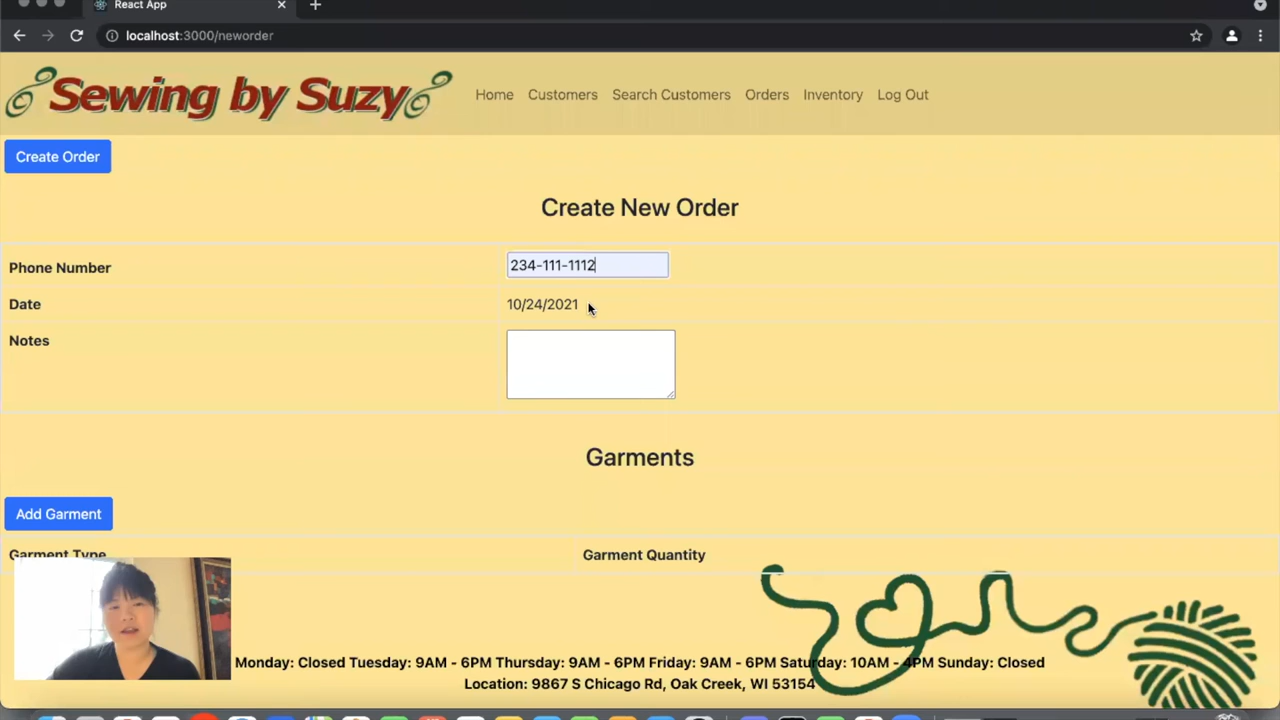 React App
localhost:3000/neworder
Sewing by Suzy
Home Customers Search Customers Orders Inventory Log Out
Create Order
Create New Order
Phone Number 234-111-1112
Date 10/24/2021
Notes
Garments
Add Garment
Garment Type Garment Quantity
Monday: Closed Tuesday: 9AM - 6PM Thursday: 9AM - 6PM Friday: 9AM - 6PM Saturday: 10AM - 4PM Sunday: Closed
Location: 9867 S Chicago Rd, Oak Creek, WI 53154